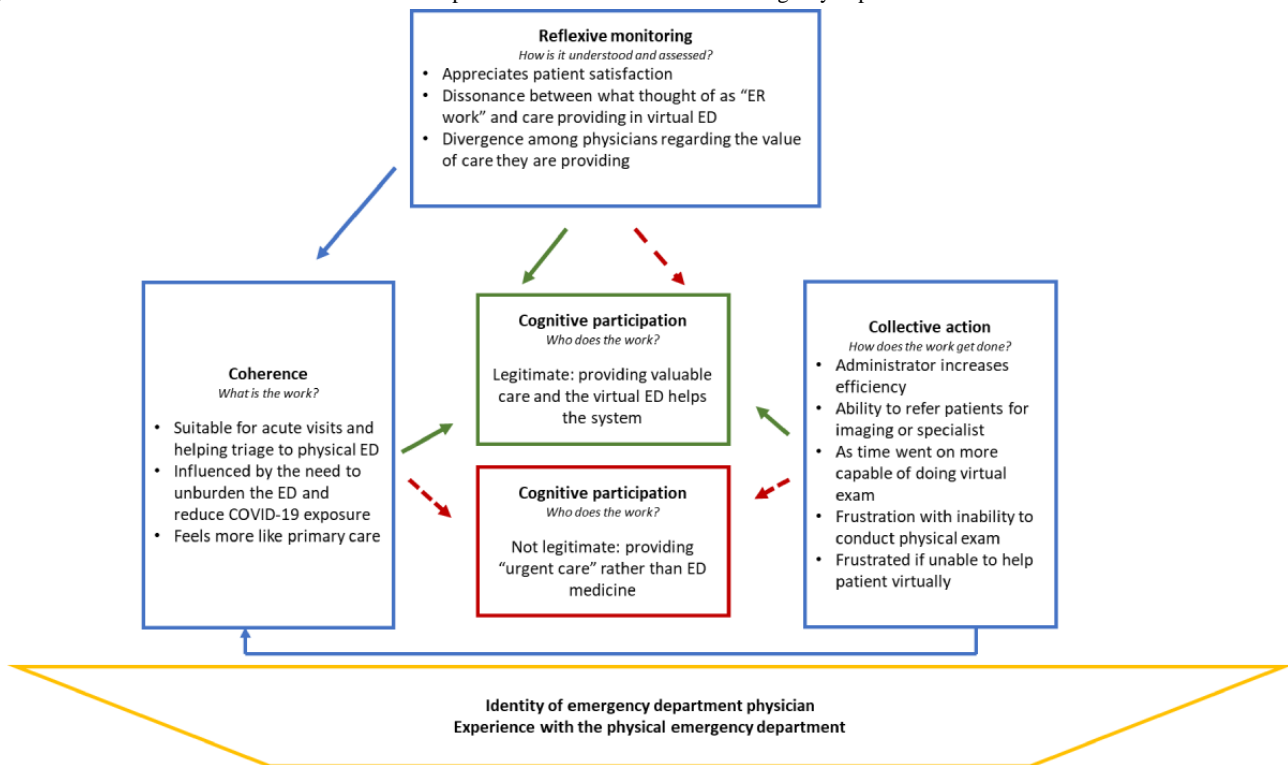 Reflexive monitoring
How is it understood and assessed?
• Appreciates patient satisfaction
• Dissonance between what thought of as “ER
work” and care providing in virtual ED
• Divergence among physicians regarding the value
of care they are providing
Coherence
What is the work?
• Suitable for acute visits and
helping triage to physical ED
• Influenced by the need to
unburden the ED and
reduce COVID-19 exposure
• Feels more like primary care
Cognitive participation
Who does the work?
Legitimate: providing valuable
care and the virtual ED helps
the system
Cognitive participation
Who does the work?
Not legitimate: providing
“urgent care” rather than ED
medicine
Collective action
How does the work get done?
• Administrator increases
efficiency
• Ability to refer patients for
imaging or specialist
• As time went on more
capable of doing virtual
exam
• Frustration with inability to
conduct physical exam
• Frustrated if unable to help
patient virtually
Identity of emergency department physician
Experience with the physical emergency department